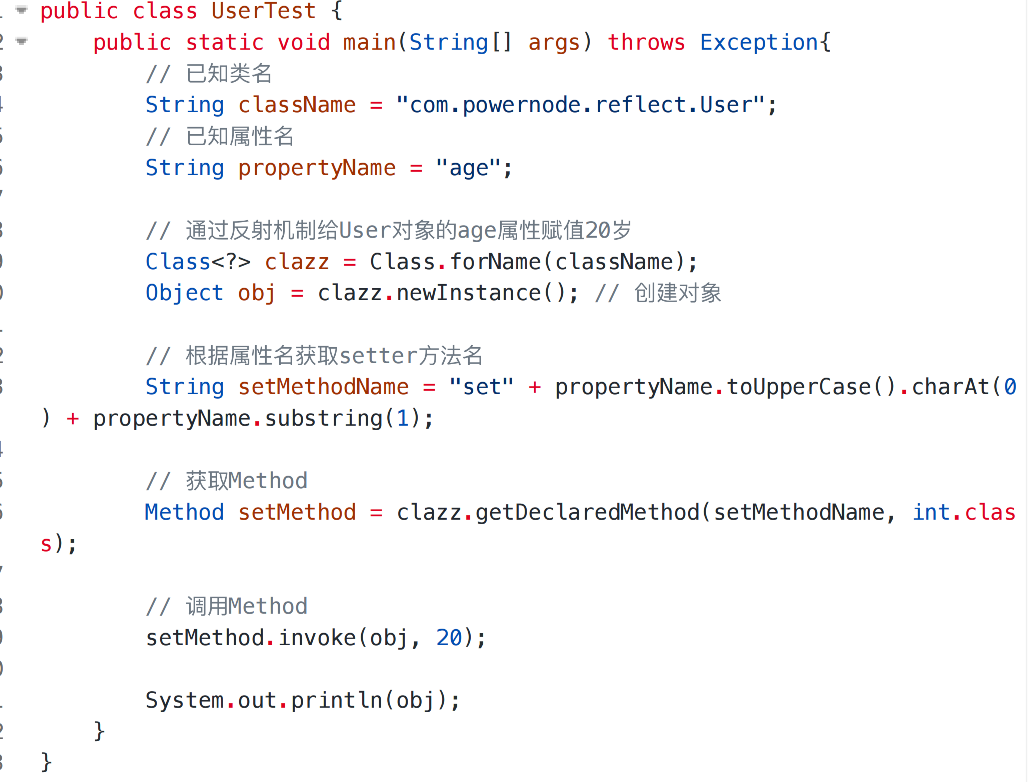 public class UserTest {
    public static void main(String[] args) throws Exception{
        // 已知类名
        String className = "com.powernode.reflect.User";
        // 已知属性名
        String propertyName = "age";
        // 通过反射机制给User对象的age属性赋值20岁
        Class<?> clazz = Class.forName(className);
        Object obj = clazz.newInstance(); // 创建对象
        // 根据属性名获取setter方法名
        String setMethodName = "set" + propertyName.toUpperCase().charAt(0
) + propertyName.substring(1);
        // 获取Method
        Method setMethod = clazz.getDeclaredMethod(setMethodName, int.clas
s);
        // 调用Method
        setMethod.invoke(obj, 20);
        System.out.println(obj);
    }
}